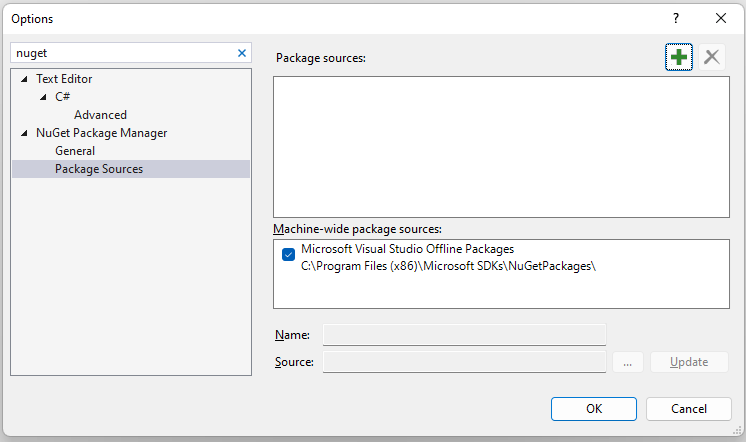 Options
?
nuget
Package sources:
Text Editor
C#
Advanced
NuGet Package Manager
General
Package Sources
Machine-wide package sources:
Microsoft Visual Studio Offline Packages
C:\Program Files (x86)\Microsoft SDKs\NuGetPackages\
Name:
Source:
...
Update
OK
Cancel